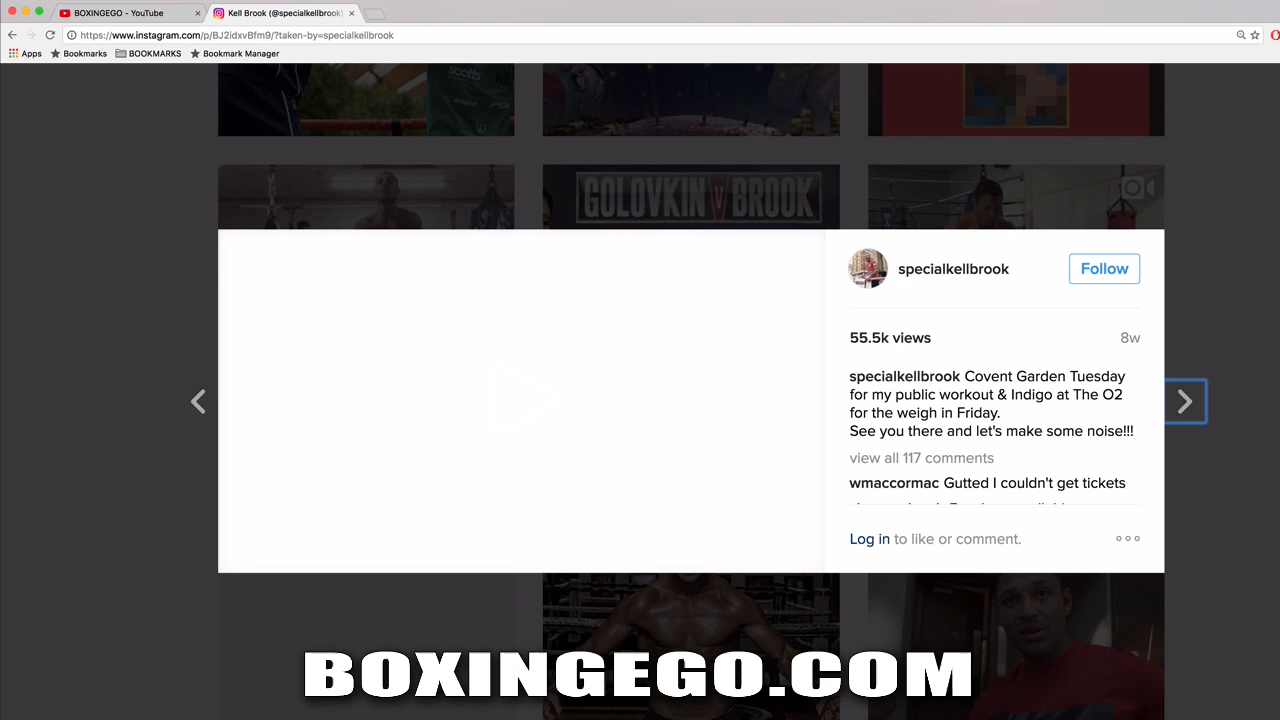 BOXINGEGO - YouTube
Kell Brook (@specialkellbrook)
https://www.instagram.com/p/BJ2idxvBfm9/?taken-by=specialkellbrook
Apps Bookmarks BOOKMARKS Bookmark Manager
scotts
GOLOVKIN V BROOK
specialkellbrook
Follow
55.5k views
8w
specialkellbrook Covent Garden Tuesday
for my public workout & Indigo at The O2
for the weigh in Friday.
See you there and let's make some noise!!!
view all 117 comments
wmaccormac Gutted I couldn't get tickets
Log in to like or comment.
BOXINGEGO.COM